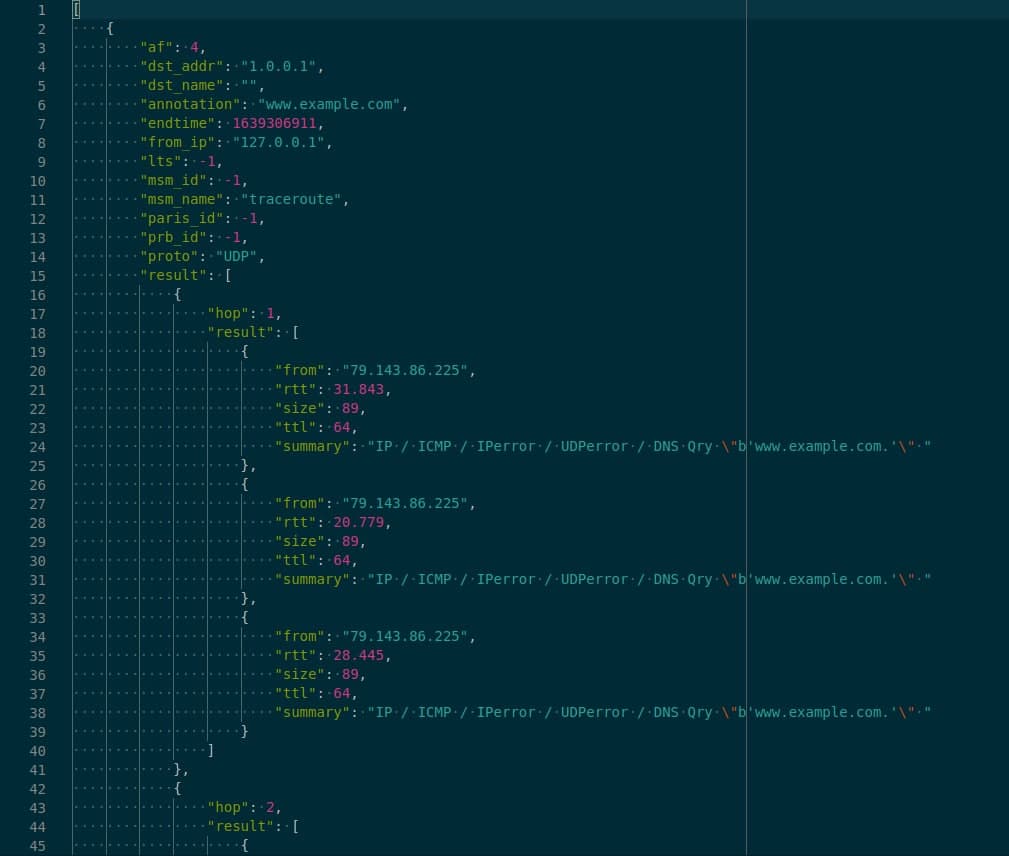 1 [
2     {
3         "af": 4,
4         "dst_addr": "1.0.0.1",
5         "dst_name": "",
6         "annotation": "www.example.com",
7         "endtime": 1639306911,
8         "from_ip": "127.0.0.1",
9         "lts": -1,
10         "msm_id": -1,
11         "msm_name": "traceroute",
12         "paris_id": -1,
13         "prb_id": -1,
14         "proto": "UDP",
15         "result": [
16             {
17                 "hop": 1,
18                 "result": [
19                     {
20                         "from": "79.143.86.225",
21                         "rtt": 31.843,
22                         "size": 89,
23                         "ttl": 64,
24                         "summary": "IP / ICMP / IPerror / UDPerror / DNS Qry \"b'www.example.com.'\" "
25                     },
26                     {
27                         "from": "79.143.86.225",
28                         "rtt": 20.779,
29                         "size": 89,
30                         "ttl": 64,
31                         "summary": "IP / ICMP / IPerror / UDPerror / DNS Qry \"b'www.example.com.'\" "
32                     },
33                     {
34                         "from": "79.143.86.225",
35                         "rtt": 28.445,
36                         "size": 89,
37                         "ttl": 64,
38                         "summary": "IP / ICMP / IPerror / UDPerror / DNS Qry \"b'www.example.com.'\" "
39                     }
40                 ]
41             },
42             {
43                 "hop": 2,
44                 "result": [
45                     {